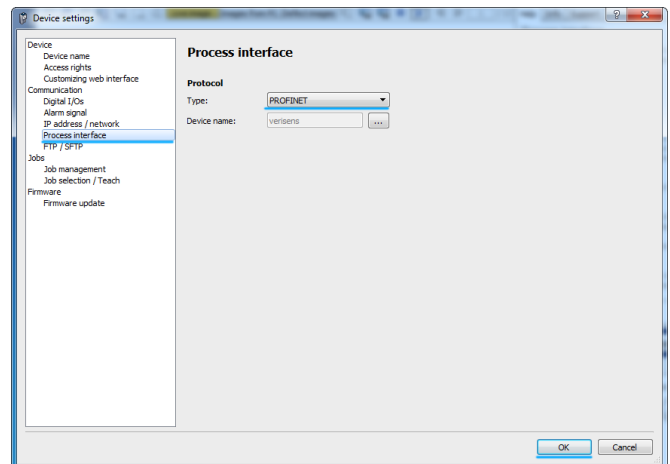 Device settings
Device
Device name
Access rights
Customizing web interface
Communication
Digital I/Os
Alarm signal
IP address / network
Process interface
FTP / SFTP
Jobs
Job management
Job selection / Teach
Firmware
Firmware update
Process interface
Protocol
Type:
PROFINET
Device name:
verisens
...
OK
Cancel